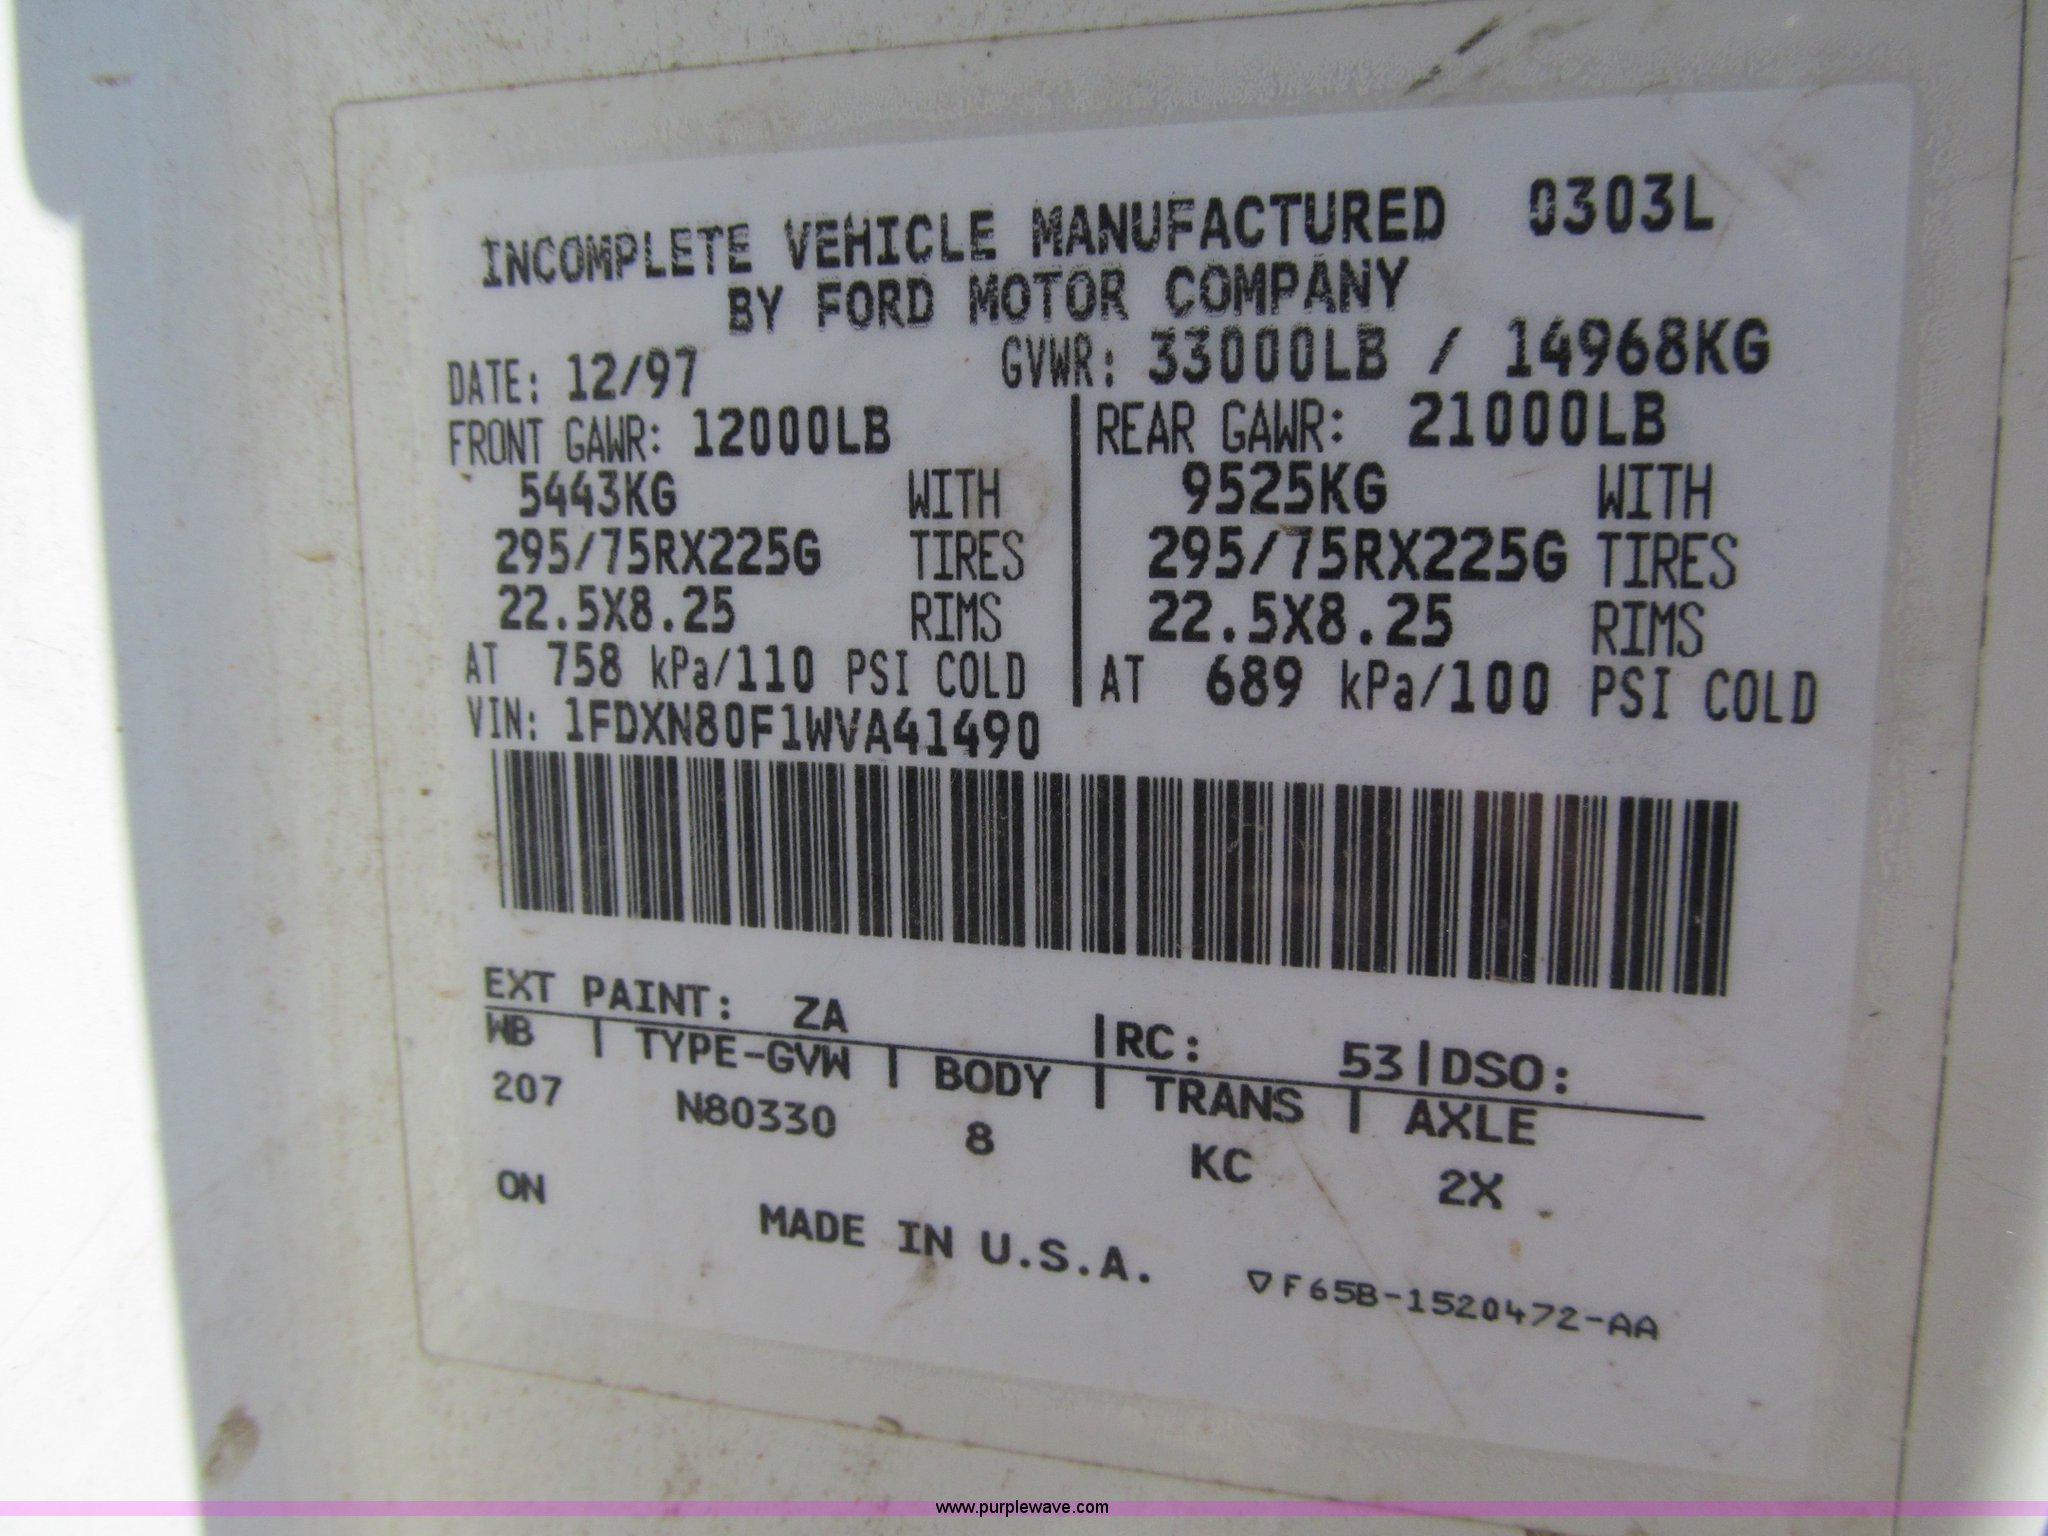 INCOMPLETE VEHICLE MANUFACTURED 0303L
BY FORD MOTOR COMPANY
DATE: 12/97 GVWR: 33000LB / 14968KG
FRONT GAWR: 12000LB REAR GAWR: 21000LB
5443KG WITH 9525KG WITH
295/75RX225G TIRES 295/75RX225G TIRES
22.5X8.25 RIMS 22.5X8.25 RIMS
AT 758 kPa/110 PSI COLD AT 689 kPa/100 PSI COLD
VIN: 1FDXN80F1WVA41490
EXT PAINT: ZA |RC: 53|DSO:
WB | TYPE-GVW | BODY | TRANS | AXLE
207 N80330 8 KC 2X
ON
MADE IN U.S.A.
▽F65B-1520472-AA
www.purplewave.com